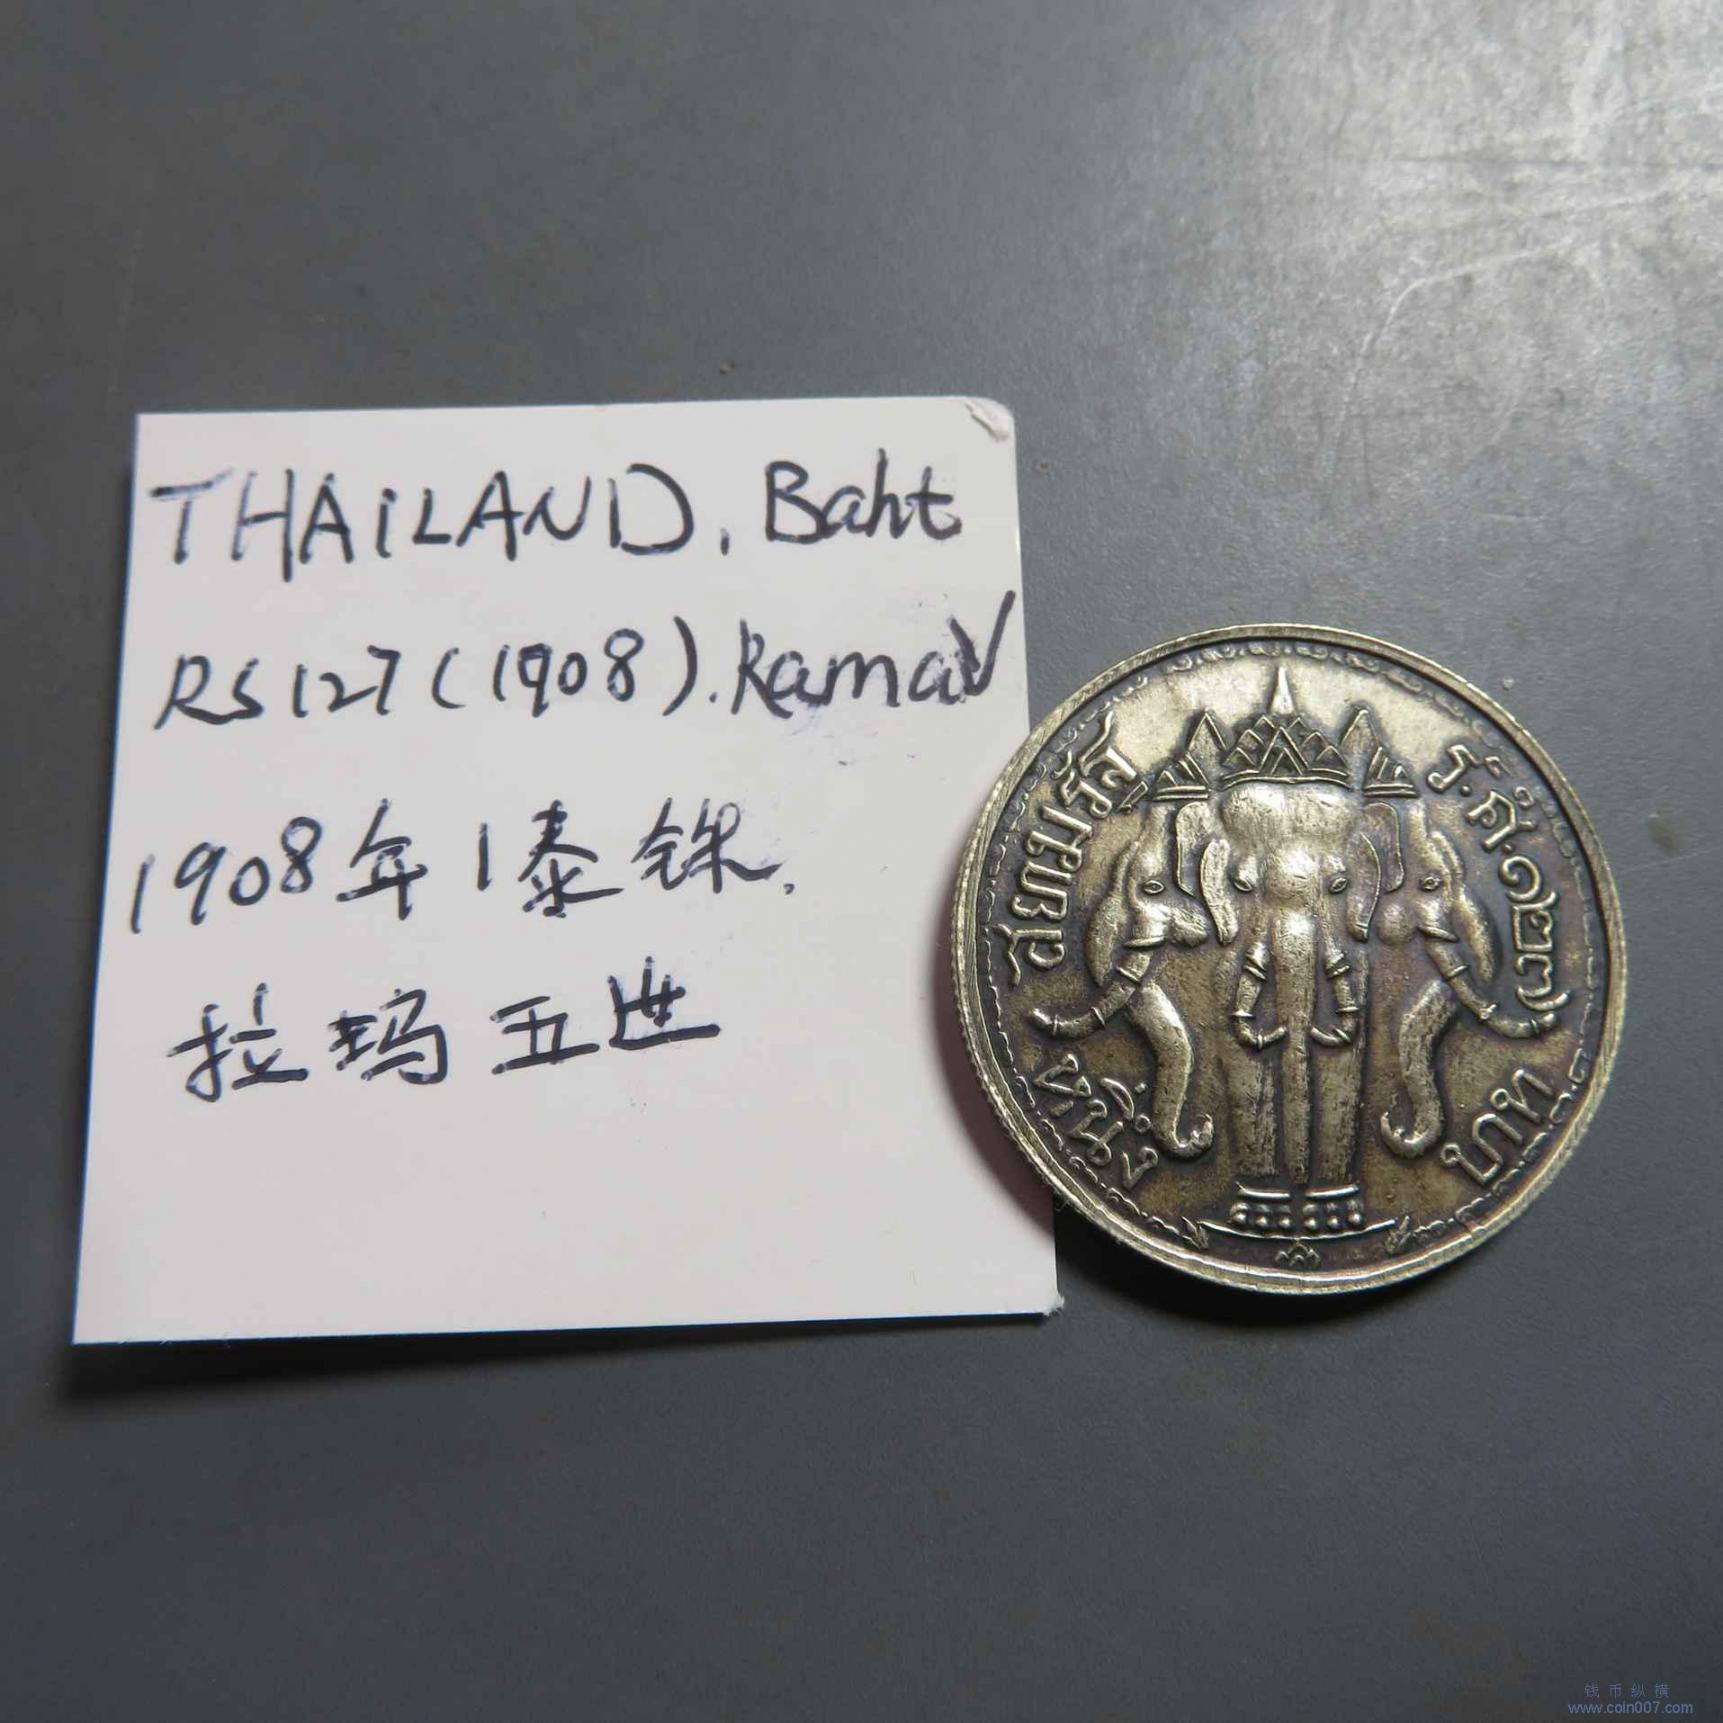 THAILAND, Baht
RS127(1908).RamaV
1908年1泰铢.
拉玛五世
สยามรัฐ
ร.ศ.๑๒๗
หนึ่ง
บาท
钱币纵横
www.coin007.com